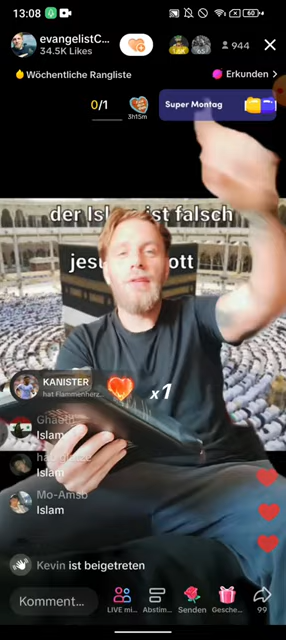 13:08
60
evangelistC...
34.5K Likes
944
Wöchentliche Rangliste
Erkunden >
0/1
3h15m
Super Montag
der Isl ist falsch
jesu ott
KANISTER
hat Flammenherz...
x1
Islam
Islam
Mo-Amsb
Islam
Kevin ist beigetreten
Komment...
LIVE mi...
Abstim...
Senden
Gesche...
99